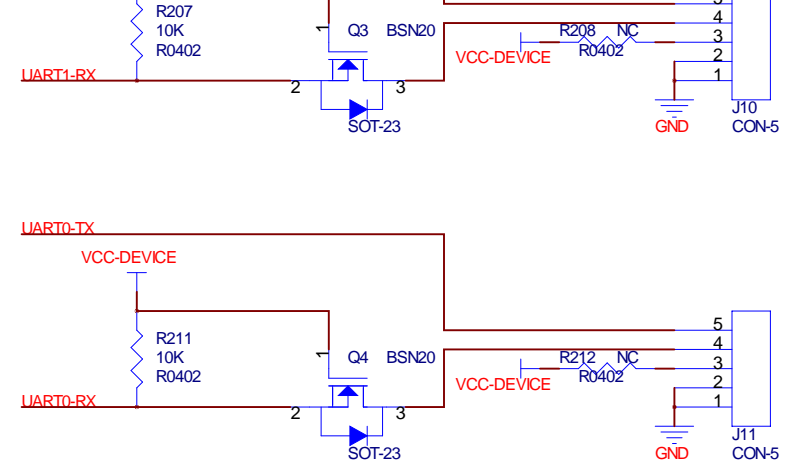 5
R207
10K
R0402
1
Q3 BSN20
4
R208 NC
3
R0402
VCC-DEVICE
2
UART1-RX
1
2
3
J10
SOT-23
GND
CON-5
UART0-TX
VCC-DEVICE
5
R211
4
10K
1
Q4 BSN20
R212 NC
3
R0402
R0402
VCC-DEVICE
2
UART0-RX
1
2
3
J11
SOT-23
GND
CON-5